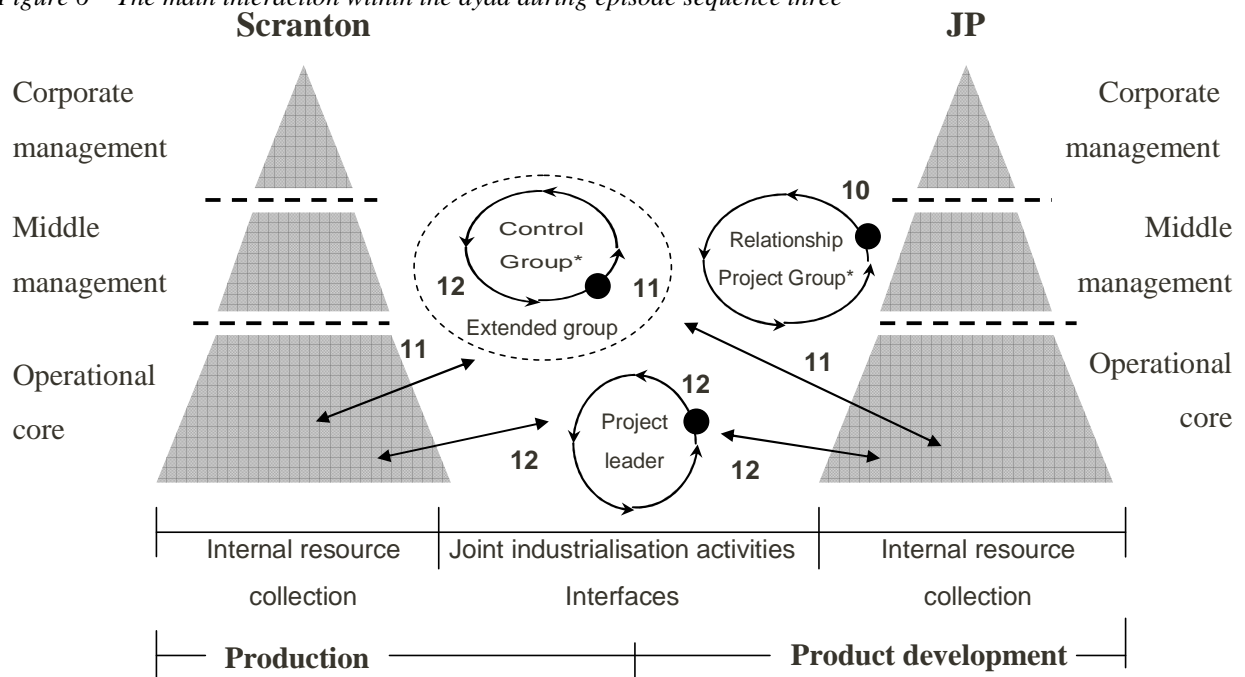 Figure 6 – The main interaction within the dyad during episode sequence three
Scranton
JP
Corporate
management
Corporate
management
Middle
management
Middle
management
Operational
core
Operational
core
Control
Group*
12
11
Extended group
10
Relationship
Project Group*
11
11
12
Project
leader
12
12
Internal resource
collection
Joint industrialisation activities
Interfaces
Internal resource
collection
Production
Product development